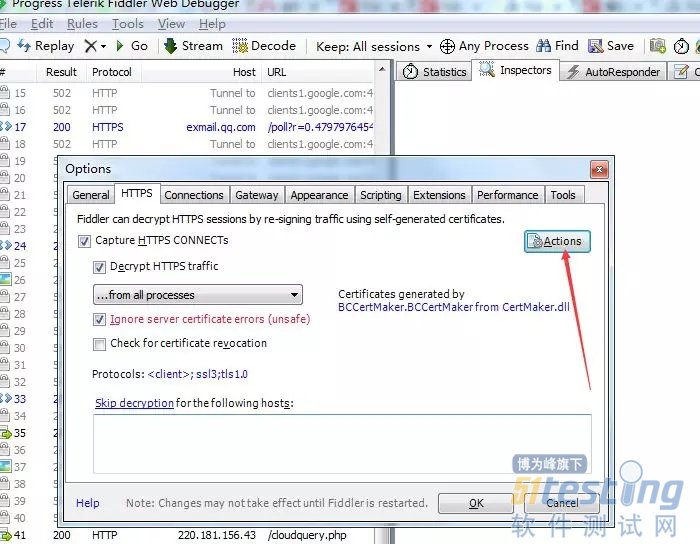 Progress Telerik Fiddler Web Debugger
File Edit Rules Tools View Help
Replay Go Stream Decode Keep: All sessions Any Process Find Save
# Result Protocol Host URL
Statistics Inspectors AutoResponder
15 502 HTTP Tunnel to clients1.google.com:4
16 502 HTTP Tunnel to clients1.google.com:4
17 200 HTTPS exmail.qq.com /poll?r=0.4797976454
18 502 HTTP Tunnel to clients1.google.com:4
Options
General HTTPS Connections Gateway Appearance Scripting Extensions Performance Tools
Fiddler can decrypt HTTPS sessions by re-signing traffic using self-generated certificates.
Capture HTTPS CONNECTs
Actions
Decrypt HTTPS traffic
...from all processes
Certificates generated by
BCCertMaker.BCCertMaker from CertMaker.dll
Ignore server certificate errors (unsafe)
Check for certificate revocation
Protocols: <client>; ssl3;tls1.0
Skip decryption for the following hosts:
Help Note: Changes may not take effect until Fiddler is restarted. OK Cancel
19
20
21
22
23
24
25
26
27
28
29
30
31
32
33
34
35
36
37
38
39
40
41 200 HTTP 220.181.156.43 /cloudquery.php
博为峰旗下
51testing
软件测试网